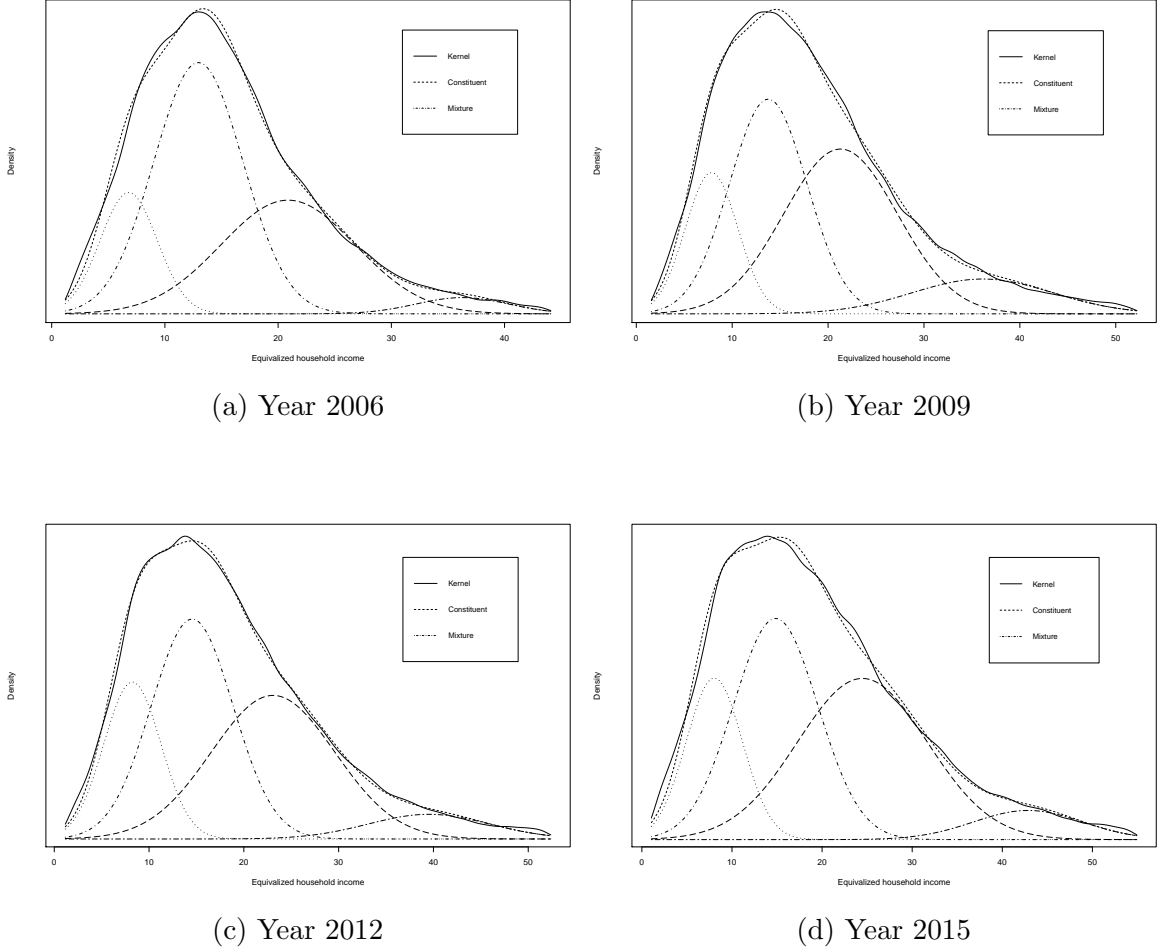 Kernel
Constituent
Mixture
Density
0 10 20 30 40
Equivalized household income
(a) Year 2006
Kernel
Constituent
Mixture
Density
0 10 20 30 40 50
Equivalized household income
(b) Year 2009
Kernel
Constituent
Mixture
Density
0 10 20 30 40 50
Equivalized household income
(c) Year 2012
Kernel
Constituent
Mixture
Density
0 10 20 30 40 50
Equivalized household income
(d) Year 2015